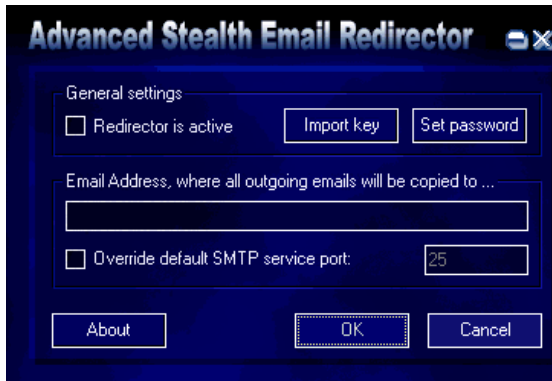 Advanced Stealth Email Redirector
General settings
Redirector is active
Import key
Set password
Email Address, where all outgoing emails will be copied to ...
Override default SMTP service port:
25
About
OK
Cancel